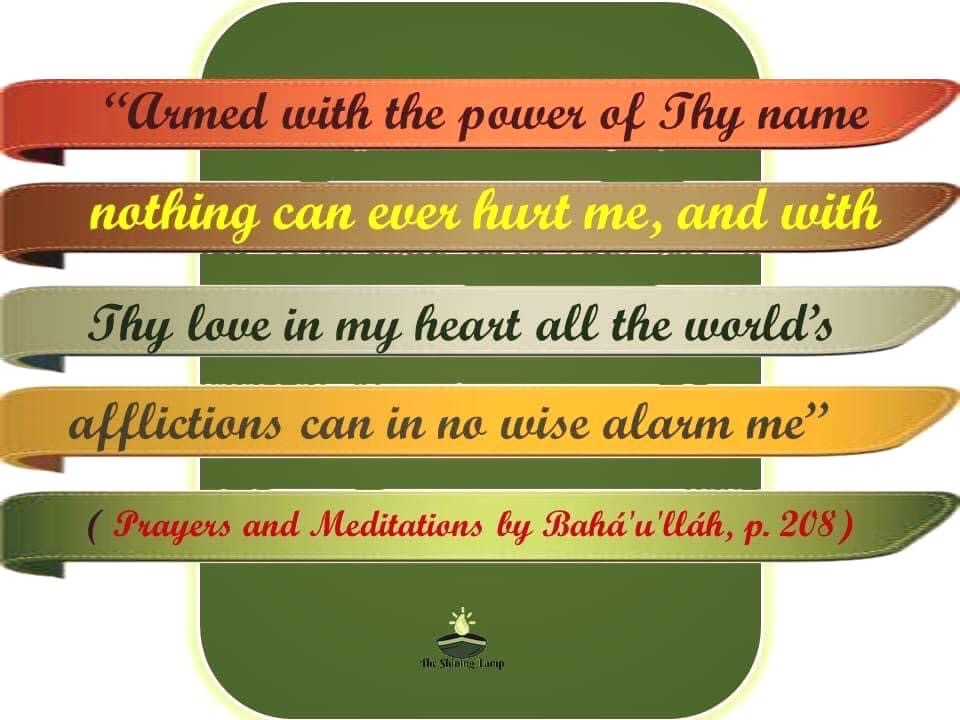 “Armed with the power of Thy name
nothing can ever hurt me, and with
Thy love in my heart all the world’s
afflictions can in no wise alarm me”
( Prayers and Meditations by Bahá'u'lláh, p. 208)
The Shining Lamp